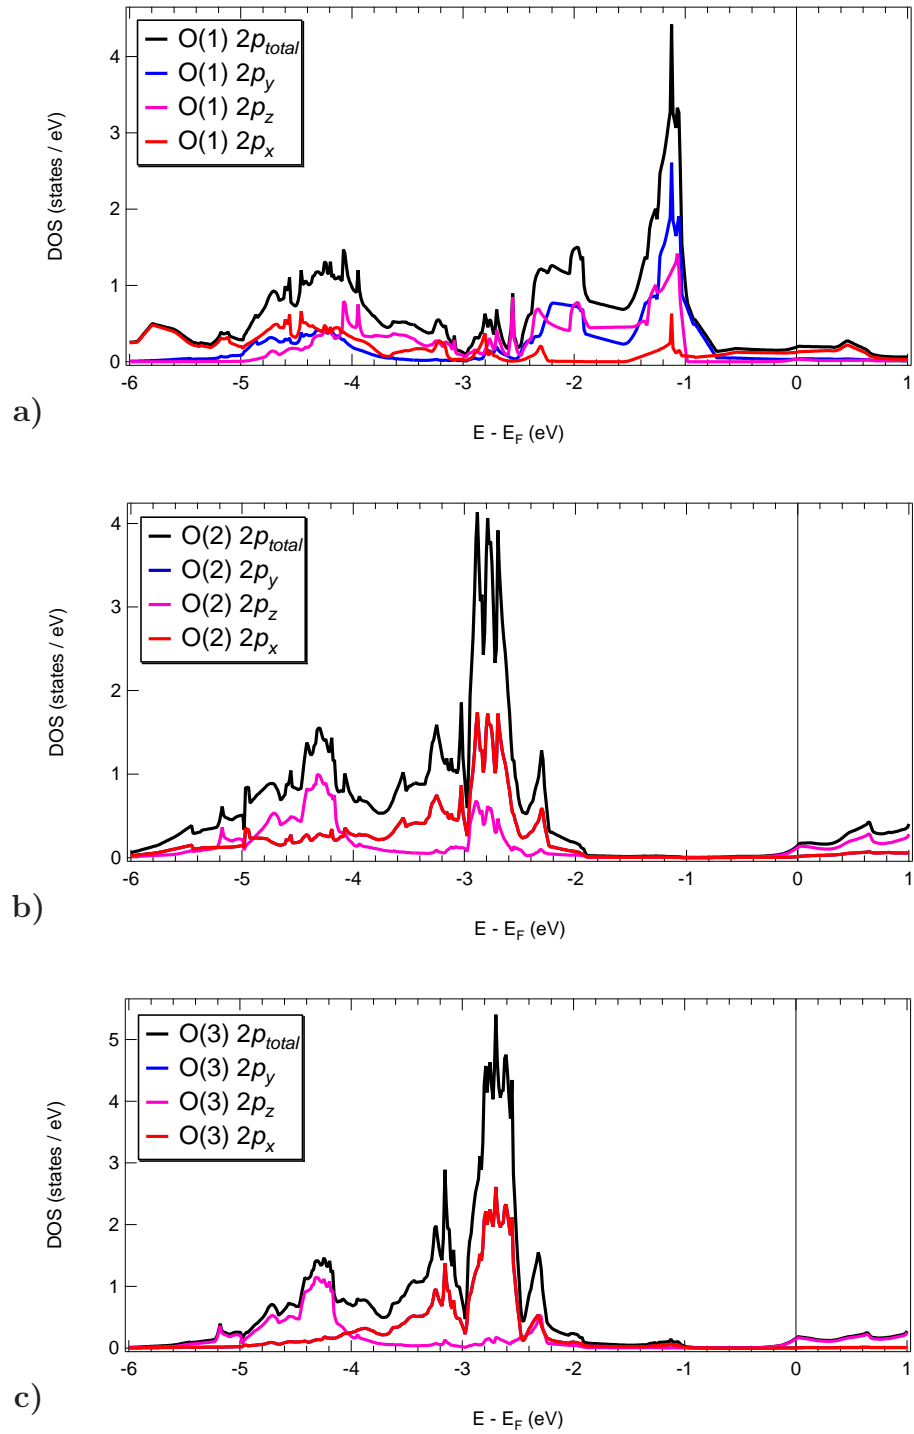 O(1) 2p_total
O(1) 2p_y
O(1) 2p_z
O(1) 2p_x
DOS (states / eV)
4
3
2
1
0
-6 -5 -4 -3 -2 -1 0 1
E - E_F (eV)
a)
O(2) 2p_total
O(2) 2p_y
O(2) 2p_z
O(2) 2p_x
DOS (states / eV)
4
3
2
1
0
-6 -5 -4 -3 -2 -1 0 1
E - E_F (eV)
b)
O(3) 2p_total
O(3) 2p_y
O(3) 2p_z
O(3) 2p_x
DOS (states / eV)
5
4
3
2
1
0
-6 -5 -4 -3 -2 -1 0 1
E - E_F (eV)
c)